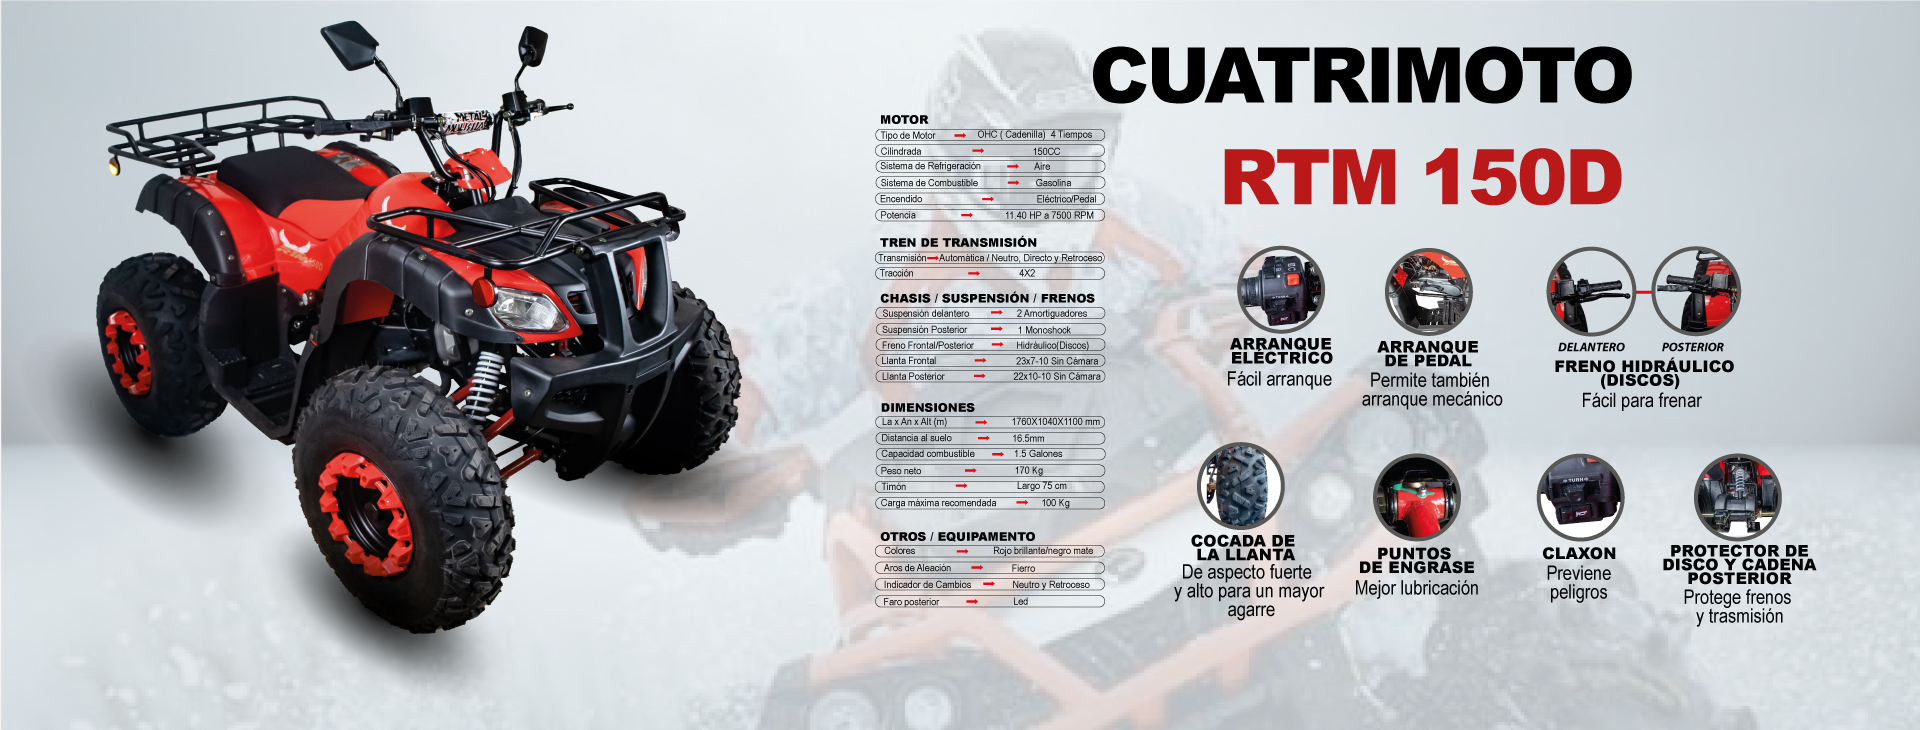 CUATRIMOTO
RTM 150D
METAL
MOTOR
Tipo de Motor OHC ( Cadenilla) 4 Tiempos
Cilindrada 150CC
Sistema de Refrigeración Aire
Sistema de Combustible Gasolina
Encendido Eléctrico/Pedal
Potencia 11.40 HP a 7500 RPM
TREN DE TRANSMISIÓN
Transmisión Automática / Neutro, Directo y Retroceso
Tracción 4X2
CHASIS / SUSPENSIÓN / FRENOS
Suspensión delantero 2 Amortiguadores
Suspensión Posterior 1 Monoshock
Freno Frontal/Posterior Hidráulico(Discos)
Llanta Frontal 23x7-10 Sin Cámara
Llanta Posterior 22x10-10 Sin Cámara
DIMENSIONES
La x An x Alt (m) 1760X1040X1100 mm
Distancia al suelo 16.5mm
Capacidad combustible 1.5 Galones
Peso neto 170 Kg
Timón Largo 75 cm
Carga máxima recomendada 100 Kg
OTROS / EQUIPAMENTO
Colores Rojo brillante/negro mate
Aros de Aleación Fierro
Indicador de Cambios Neutro y Retroceso
Faro posterior Led
ARRANQUE
ELÉCTRICO
Fácil arranque
ARRANQUE
DE PEDAL
Permite también
arranque mecánico
DELANTERO POSTERIOR
FRENO HIDRÁULICO
(DISCOS)
Fácil para frenar
COCADA DE
LA LLANTA
De aspecto fuerte
y alto para un mayor
agarre
PUNTOS
DE ENGRASE
Mejor lubricación
TURN
CLAXON
Previene
peligros
PROTECTOR DE
DISCO Y CADENA
POSTERIOR
Protege frenos
y trasmisión